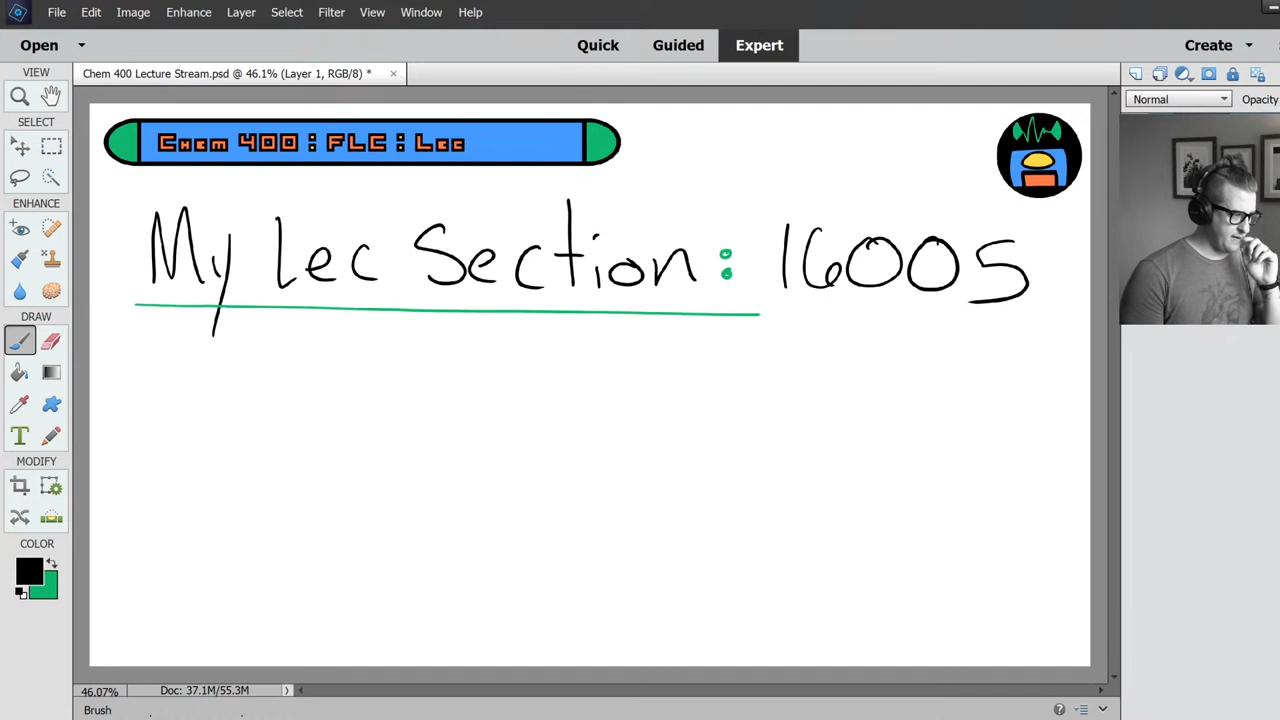 File Edit Image Enhance Layer Select Filter View Window Help
Open Quick Guided Expert Create
VIEW Chem 400 Lecture Stream.psd @ 46.1% (Layer 1, RGB/8) * ×
Normal Opacity
SELECT
Chem 400 : FLC : Lec
ENHANCE
My Lec Section: 16005
DRAW
T
MODIFY
COLOR
46.07% Doc: 37.1M/55.3M
Brush